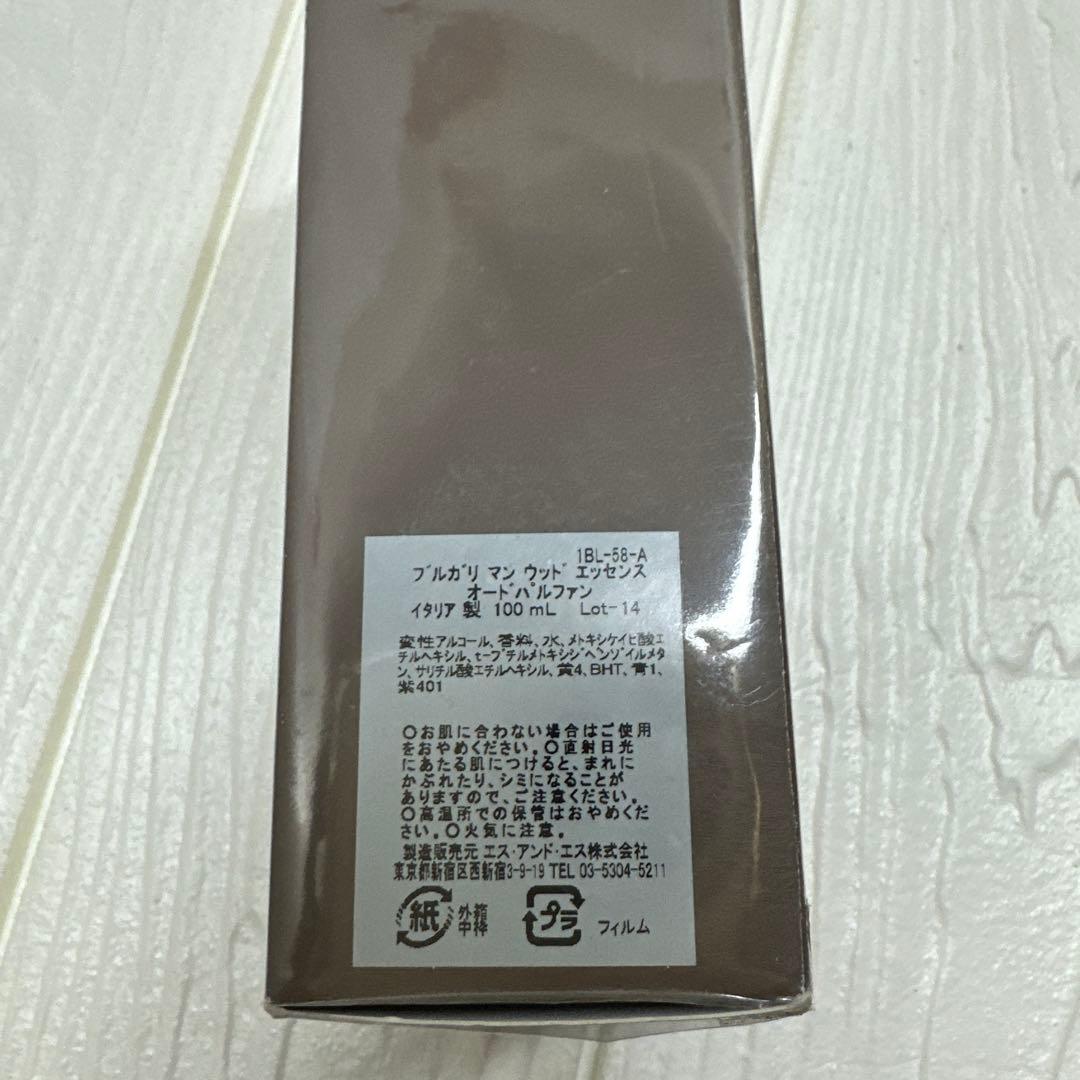 1BL-58-A
ブルガリ マン ウッド エッセンス
オードパルファン
イタリア 製 100 mL Lot-14
変性アルコール、香料、水、メトキシケイヒ酸エ
チルヘキシル、t-ブチルメトキシジベンゾイルメタ
ン、サリチル酸エチルヘキシル、黄4、BHT、青1、
紫401
○お肌に合わない場合はご使用
をおやめください。○直射日光
にあたる肌につけると、まれに
かぶれたり、シミになることが
ありますので、ご注意ください。
○高温所での保管はおやめくだ
さい。○火気に注意。
製造販売元 エス・アンド・エス株式会社
東京都新宿区西新宿3-9-19 TEL 03-5304-5211
紙 外箱
中枠
プラ フィルム